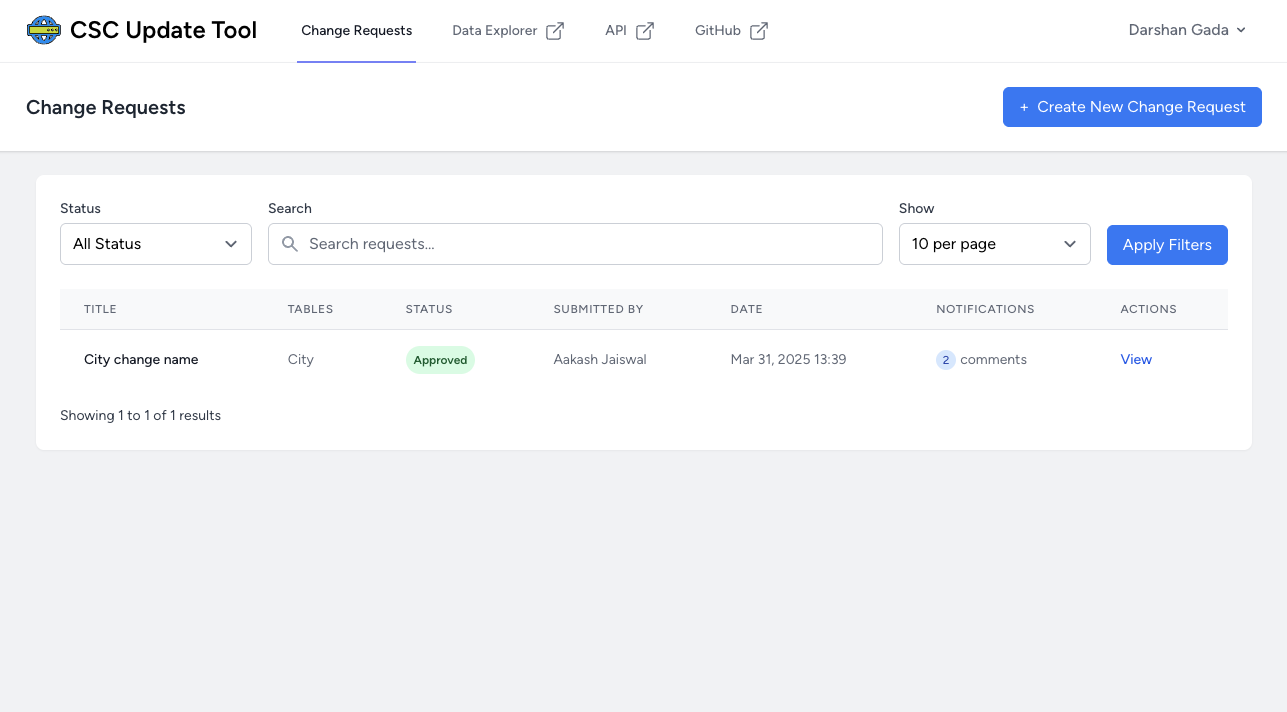 CSC Update Tool Change Requests Data Explorer API GitHub Darshan Gada
Change Requests + Create New Change Request
Status Search Show
All Status Search requests... 10 per page Apply Filters
TITLE TABLES STATUS SUBMITTED BY DATE NOTIFICATIONS ACTIONS
City change name City Approved Aakash Jaiswal Mar 31, 2025 13:39 2 comments View
Showing 1 to 1 of 1 results